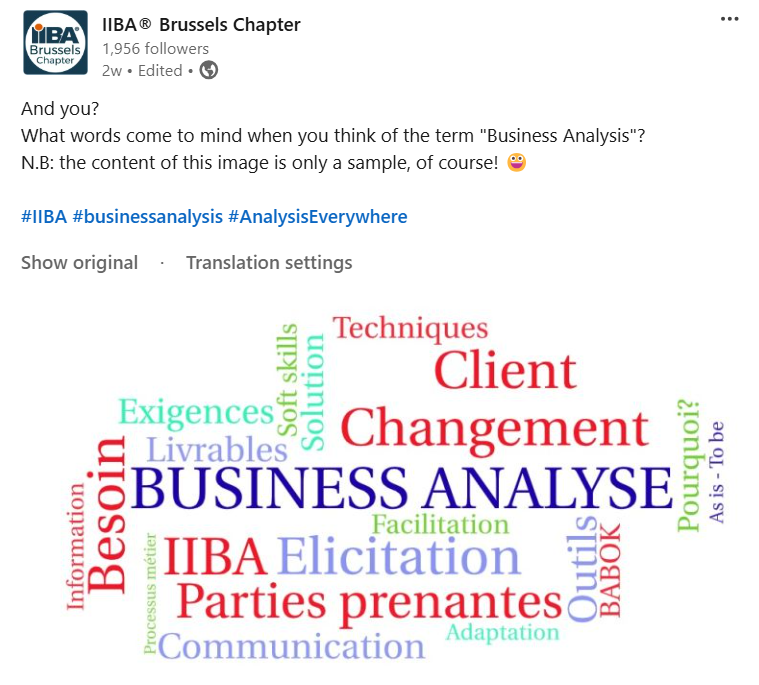 IIBA®
Brussels
Chapter
IIBA® Brussels Chapter
1,956 followers
2w • Edited •
And you?
What words come to mind when you think of the term "Business Analysis"?
N.B: the content of this image is only a sample, of course! 😀
#IIBA #businessanalysis #AnalysisEverywhere
Show original · Translation settings
Techniques
Soft skills
Solution
Client
Exigences
Changement
Pourquoi?
As is - To be
Livrables
Besoin
BUSINESS ANALYSE
Information
Facilitation
Processus métier
IIBA
Elicitation
Outils
BABOK
Parties prenantes
Adaptation
Communication